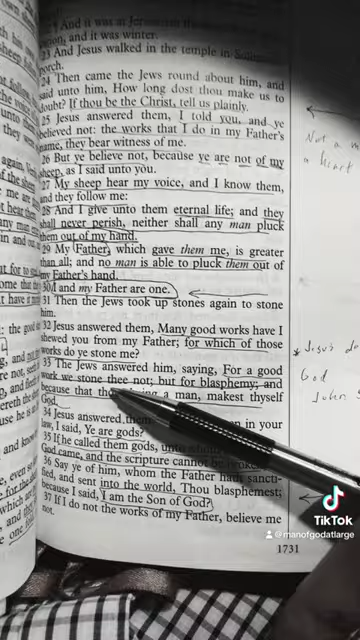 And it was at
and it was winter.
23 And Jesus walked in the temple in
porch.
24 Then came the Jews round about him, and
said unto him, How long dost thou make us to
doubt? If thou be the Christ, tell us plainly.
25 Jesus answered them, I told you, and ye
believed not: the works that I do in my Father's
name, they bear witness of me.
26 But ye believe not, because ye are not of my
sheep, as I said unto you.
27 My sheep hear my voice, and I know them,
and they follow me:
28 And I give unto them eternal life; and they
shall never perish, neither shall any man pluck
them out of my hand.
29 My Father, which gave them me, is greater
than all; and no man is able to pluck them out of
my Father's hand.
30 I and my Father are one.
31 Then the Jews took up stones again to stone
him.
32 Jesus answered them, Many good works have I
shewed you from my Father; for which of those
works do ye stone me?
33 The Jews answered him, saying, For a good
work we stone thee not; but for blasphemy; and
because that a man, makest thyself
God.
34 Jesus answered in your
law, I said, Ye are gods?
35 If he called them gods,
God came, and the scripture cannot be
36 Say ye of him, whom the Father hath sancti-
fied, and sent into the world, Thou blasphemest;
because I said, I am the Son of God?
37 If I do not the works of my Father, believe me
not.
1731
Not a
a heart
Jesus
God
John
TikTok
@manofgodatlarge